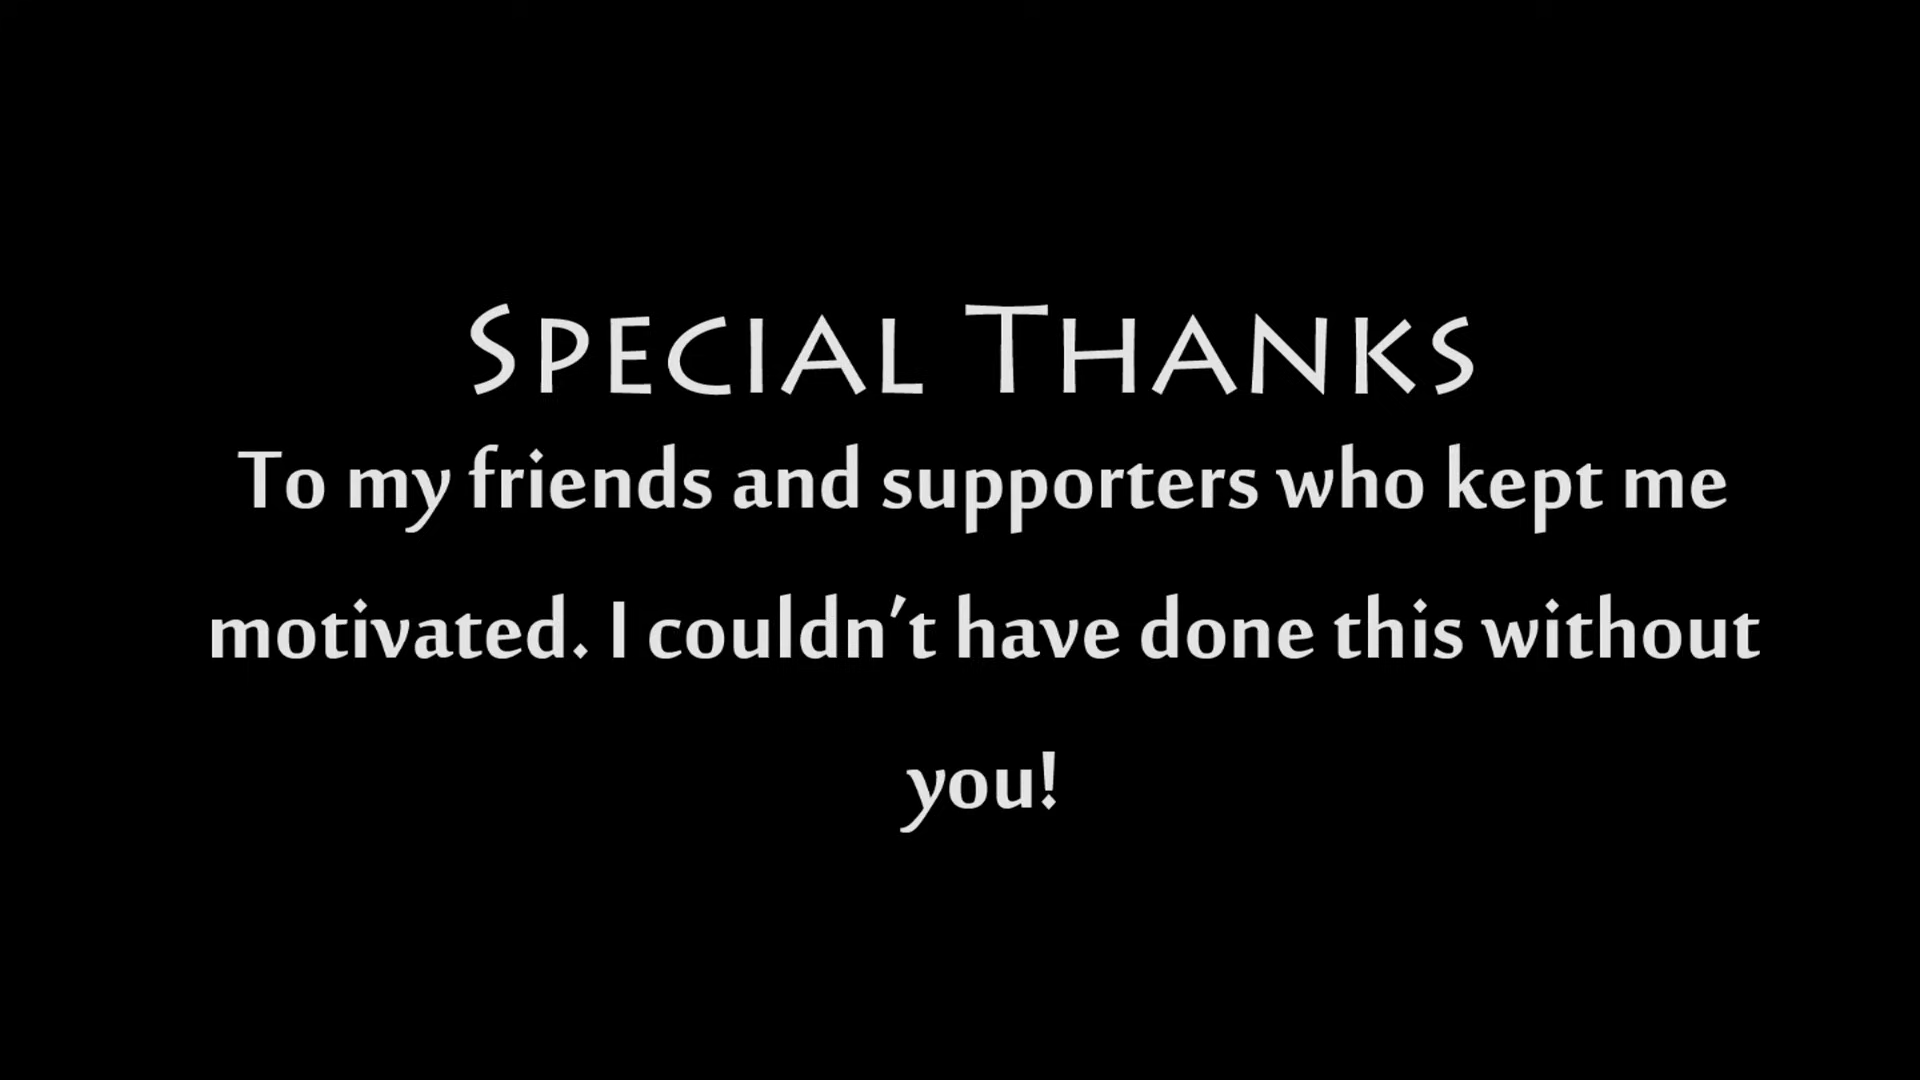 Special Thanks
To my friends and supporters who kept me
motivated. I couldn’t have done this without
you!